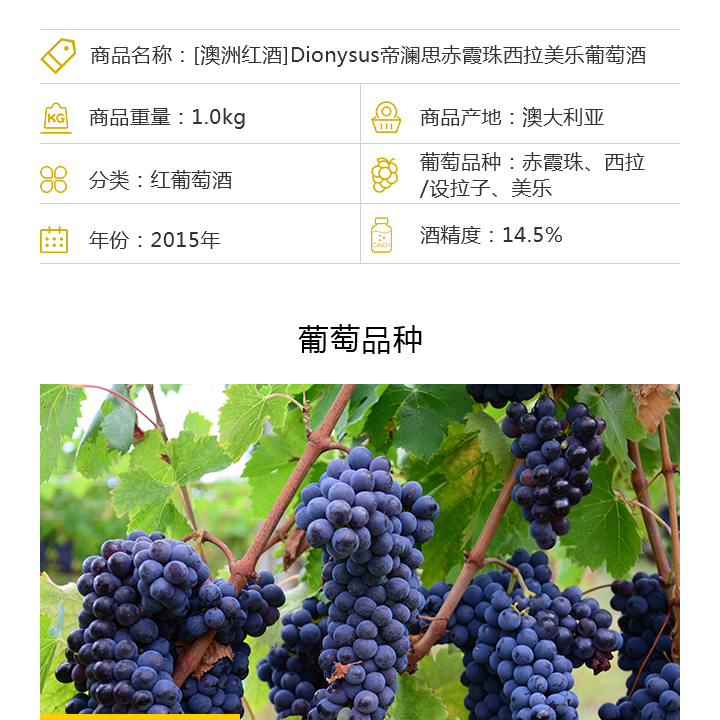 商品名称：[澳洲红酒]Dionysus帝澜思赤霞珠西拉美乐葡萄酒
KG
商品重量：1.0kg
商品产地：澳大利亚
分类：红葡萄酒
葡萄品种：赤霞珠、西拉
/设拉子、美乐
年份：2015年
酒精度：14.5%
葡萄品种